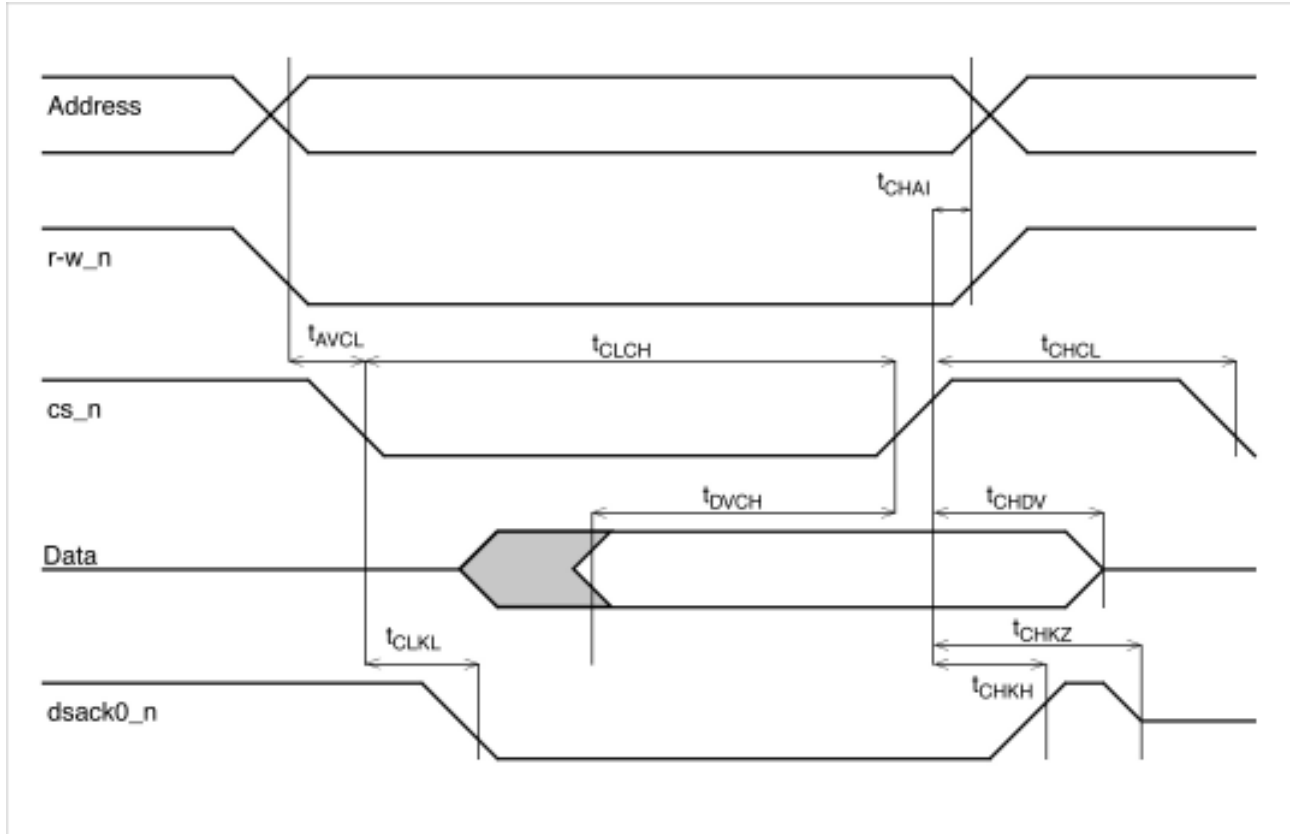 Address
tCHAI
r-w_n
tAVCL
tCLCH
tCHCL
cs_n
tDVCH
tCHDV
Data
tCLKL
tCHKZ
tCHKH
dsack0_n